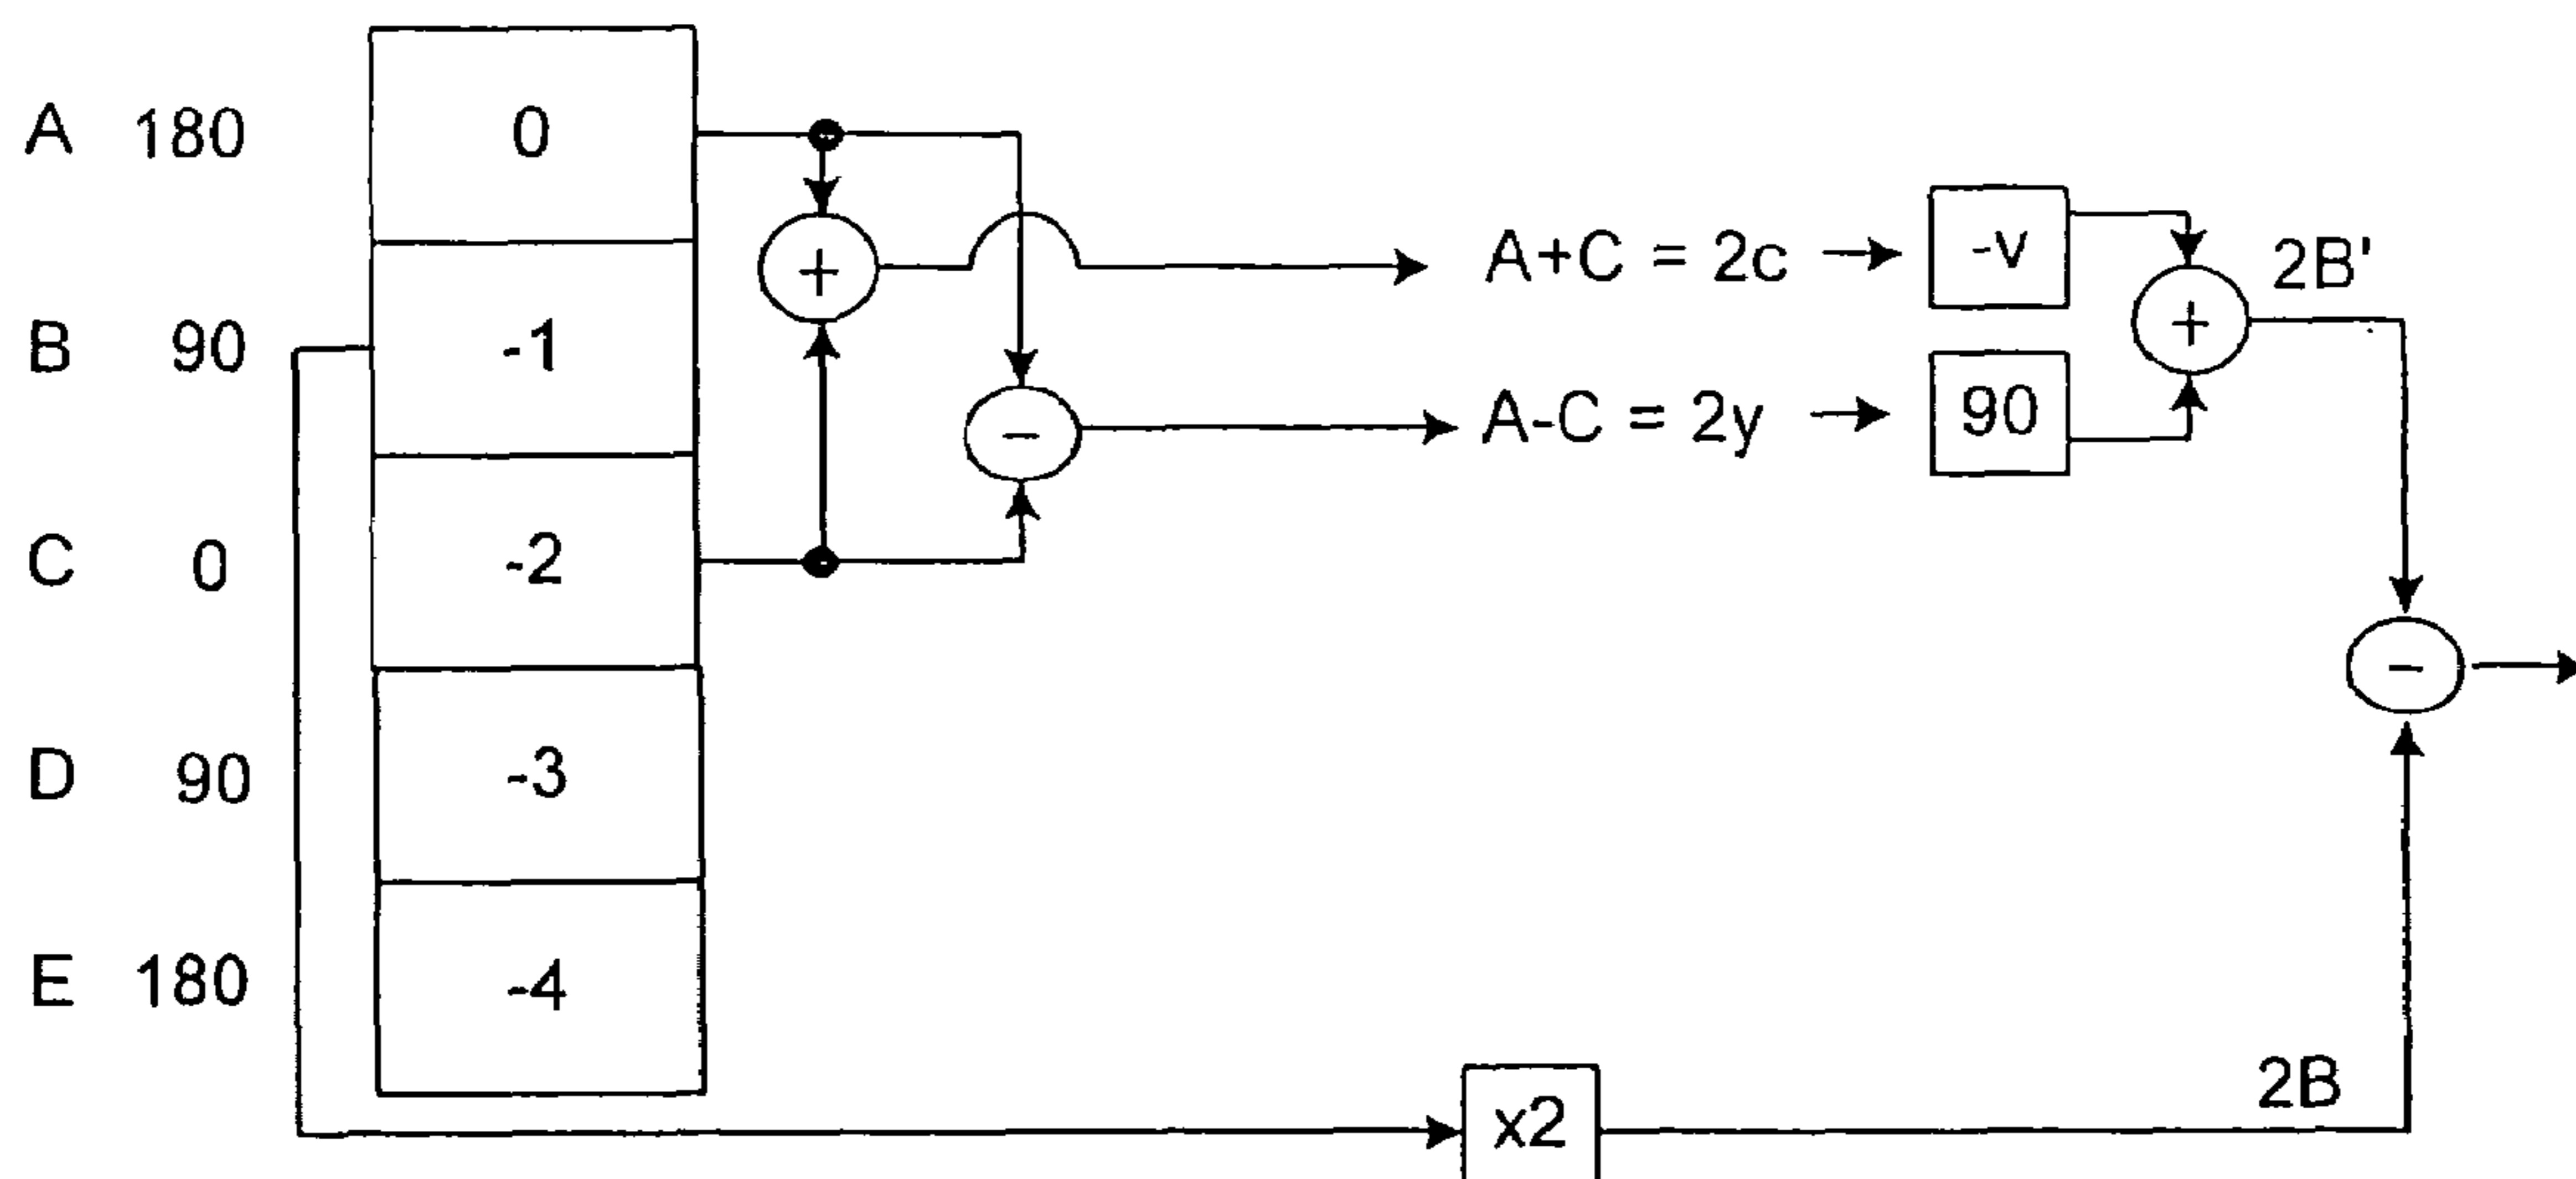 A 180 0
+
A+C = 2c -v 2B'
+
B 90 -1
-
A-C = 2y 90
C 0 -2
-
D 90 -3
E 180 -4
x2 2B